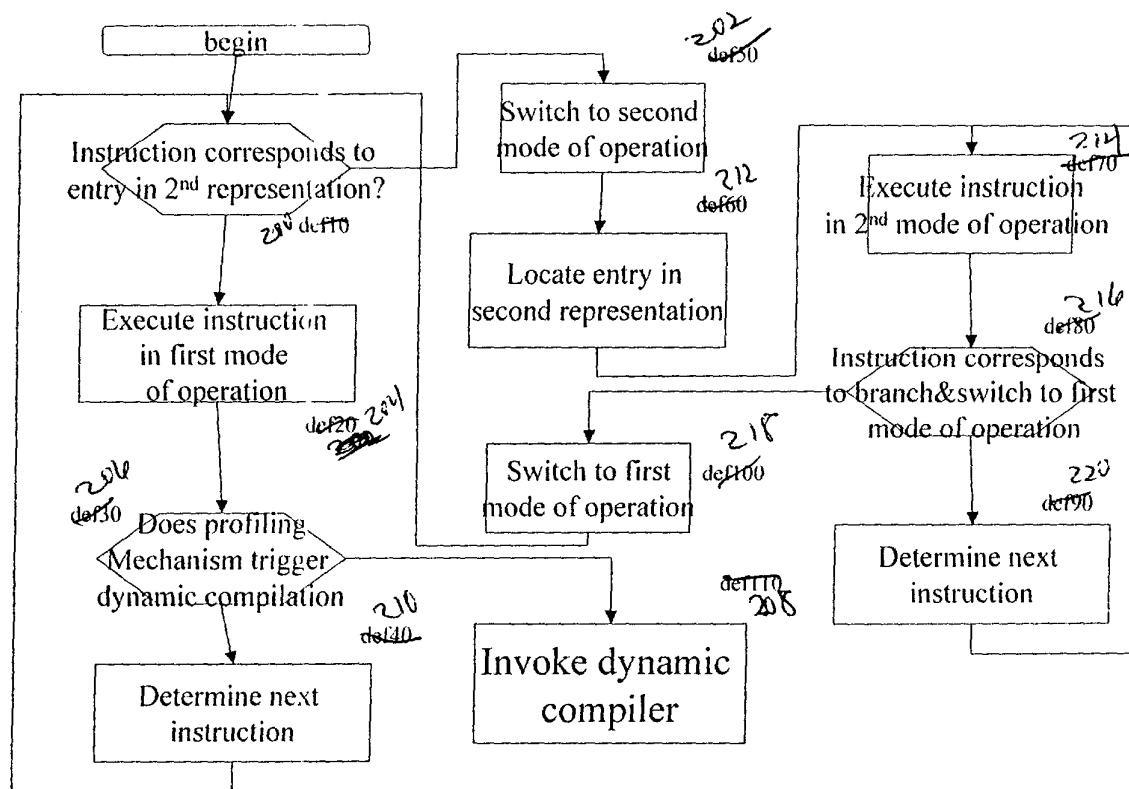 begin
202
def50
Switch to second
mode of operation
Instruction corresponds to
entry in 2nd representation?
def10
212
def60
Locate entry in
second representation
def70
Execute instruction
in 2nd mode of operation
216
def80
Instruction corresponds
to branch&switch to first
mode of operation
Execute instruction
in first mode
of operation
def20
204
218
def100
Switch to first
mode of operation
206
def30
Does profiling
Mechanism trigger
dynamic compilation
220
def90
Determine next
instruction
210
def40
Determine next
instruction
def110
208
Invoke dynamic
compiler